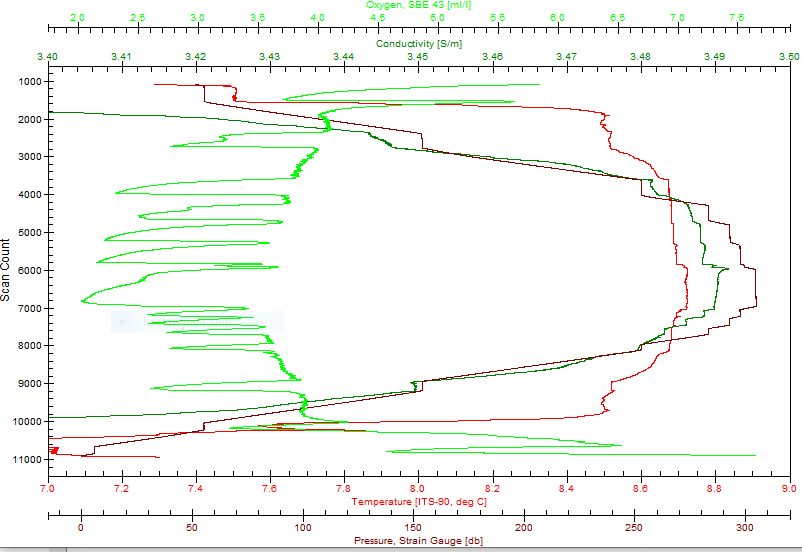 Oxygen, SBE 43 [ml/l]
2.0 2.5 3.0 3.5 4.0 4.5 5.0 5.5 6.0 6.5 7.0 7.5
Conductivity [S/m]
3.40 3.41 3.42 3.43 3.44 3.45 3.46 3.47 3.48 3.49 3.50
1000
2000
3000
4000
5000
6000
7000
8000
9000
10000
11000
Scan Count
7.0 7.2 7.4 7.6 7.8 8.0 8.2 8.4 8.6 8.8 9.0
Temperature [ITS-90, deg C]
0 50 100 150 200 250 300
Pressure, Strain Gauge [db]